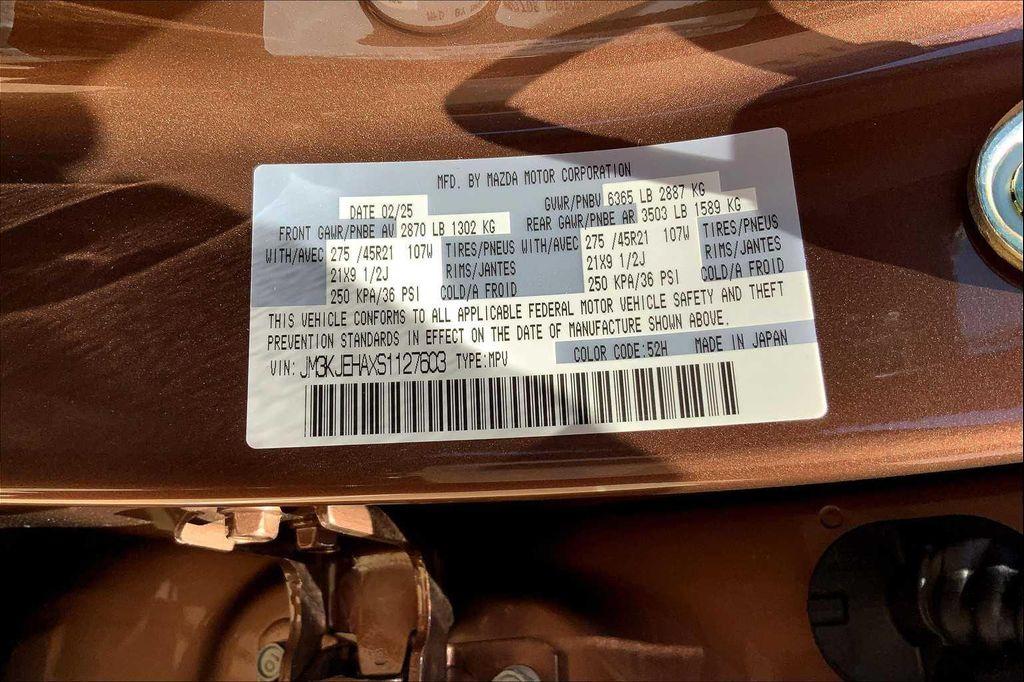 MFD. BY MAZDA MOTOR CORPORATION
DATE 02/25 GVWR/PNBV 6365 LB 2887 KG
FRONT GAWR/PNBE AV 2870 LB 1302 KG REAR GAWR/PNBE AR 3503 LB 1589 KG
WITH/AVEC 275 /45R21 107W TIRES/PNEUS WITH/AVEC 275 /45R21 107W TIRES/PNEUS
21X9 1/2J RIMS/JANTES 21X9 1/2J RIMS/JANTES
250 KPA/36 PSI COLD/A FROID 250 KPA/36 PSI COLD/A FROID
THIS VEHICLE CONFORMS TO ALL APPLICABLE FEDERAL MOTOR VEHICLE SAFETY AND THEFT
PREVENTION STANDARDS IN EFFECT ON THE DATE OF MANUFACTURE SHOWN ABOVE.
VIN: JM3KJEHAXS1127603 TYPE:MPV COLOR CODE:52H MADE IN JAPAN